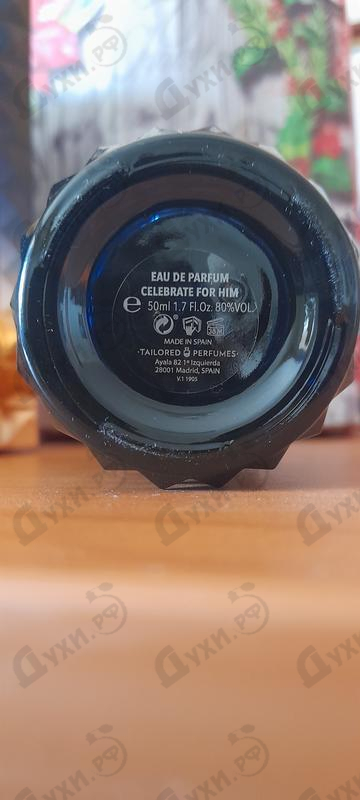 EAU DE PARFUM
CELEBRATE FOR HIM
℮ 50ml 1.7 Fl.Oz. 80%VOL.
36M
MADE IN SPAIN
·TAILORED PERFUMES·
Ayala 82 1ª Izquierda
28001 Madrid, SPAIN
V.1 1905
Духи.РФ